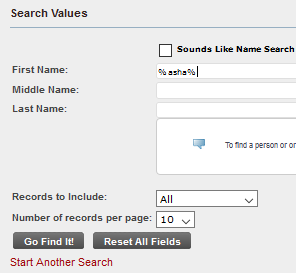 Search Values
Sounds Like Name Search
First Name:
%asha%
Middle Name:
Last Name:
To find a person or or
Records to Include:
All
Number of records per page:
10
Go Find It!
Reset All Fields
Start Another Search